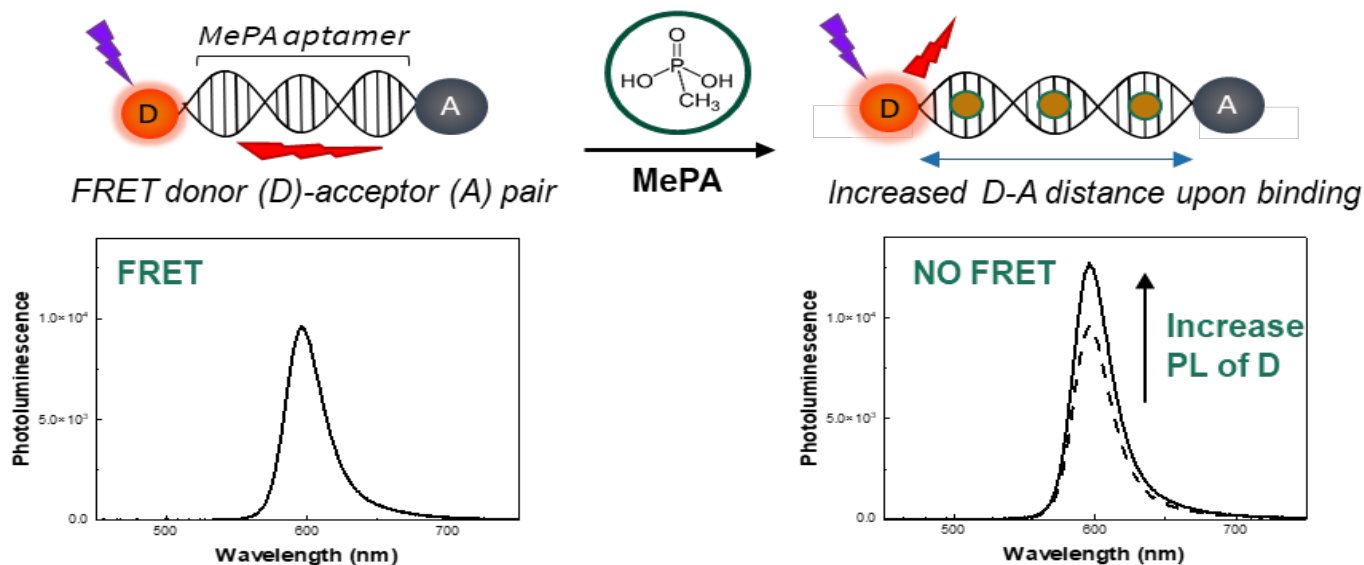 MePA aptamer
D
A
FRET donor (D)-acceptor (A) pair
O
HO
P
OH
CH3
MePA
D
A
Increased D-A distance upon binding
FRET
Photoluminescence
1.0×10⁴
5.0×10³
0.0
500
600
700
Wavelength (nm)
NO FRET
Increase
PL of D
Photoluminescence
1.0×10⁴
5.0×10³
0.0
500
600
700
Wavelength (nm)